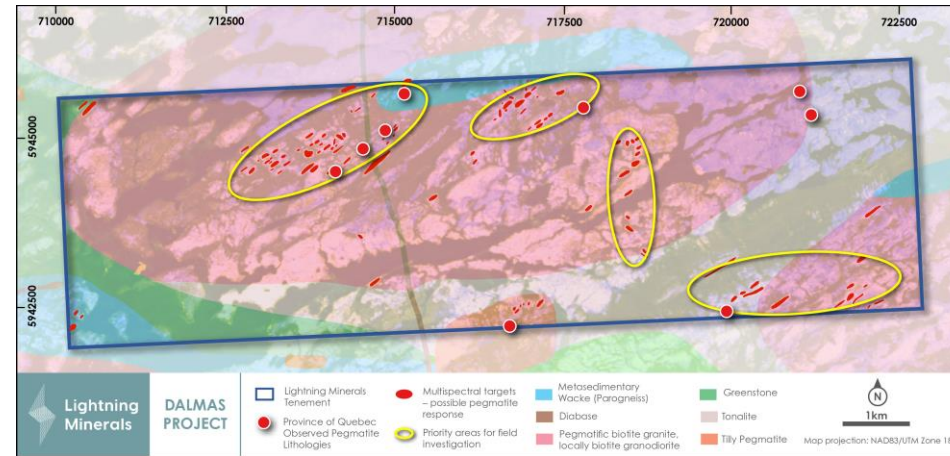 710000 712500 715000 717500 720000 722500
5945000
5942500
Lightning
Minerals
DALMAS
PROJECT
Lightning Minerals
Tenement
Province of Quebec
Observed Pegmatite
Lithologies
Multispectral targets
– possible pegmatite
response
Priority areas for field
investigation
Metasedimentary
Wacke (Paragneiss)
Diabase
Pegmatific biotite granite,
locally biotite granodiorite
Greenstone
Tonalite
Tilly Pegmatite
N
1km
Map projection: NAD83/UTM Zone 18